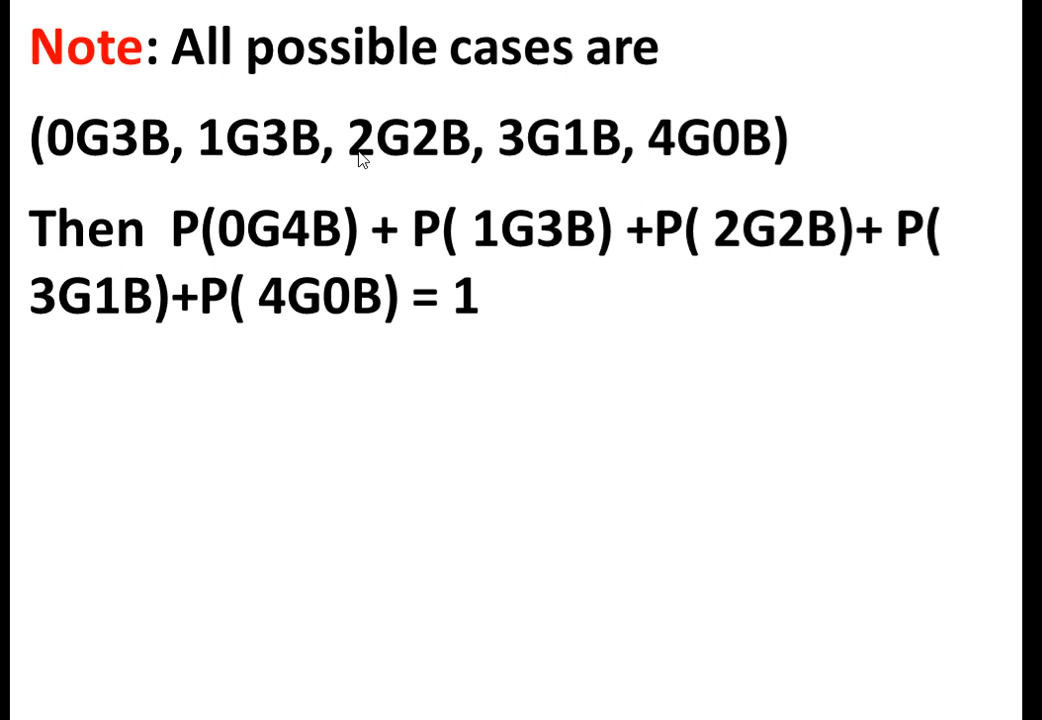 Note: All possible cases are
(0G3B, 1G3B, 2G2B, 3G1B, 4G0B)
Then  P(0G4B) + P( 1G3B) +P( 2G2B)+ P(
3G1B)+P( 4G0B) = 1